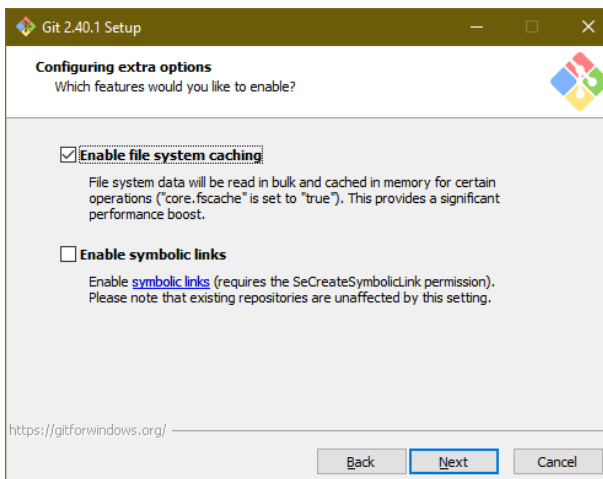 Git 2.40.1 Setup
Configuring extra options
Which features would you like to enable?
Enable file system caching
File system data will be read in bulk and cached in memory for certain
operations ("core.fscache" is set to "true"). This provides a significant
performance boost.
Enable symbolic links
Enable symbolic links (requires the SeCreateSymbolicLink permission).
Please note that existing repositories are unaffected by this setting.
https://gitforwindows.org/
Back Next Cancel